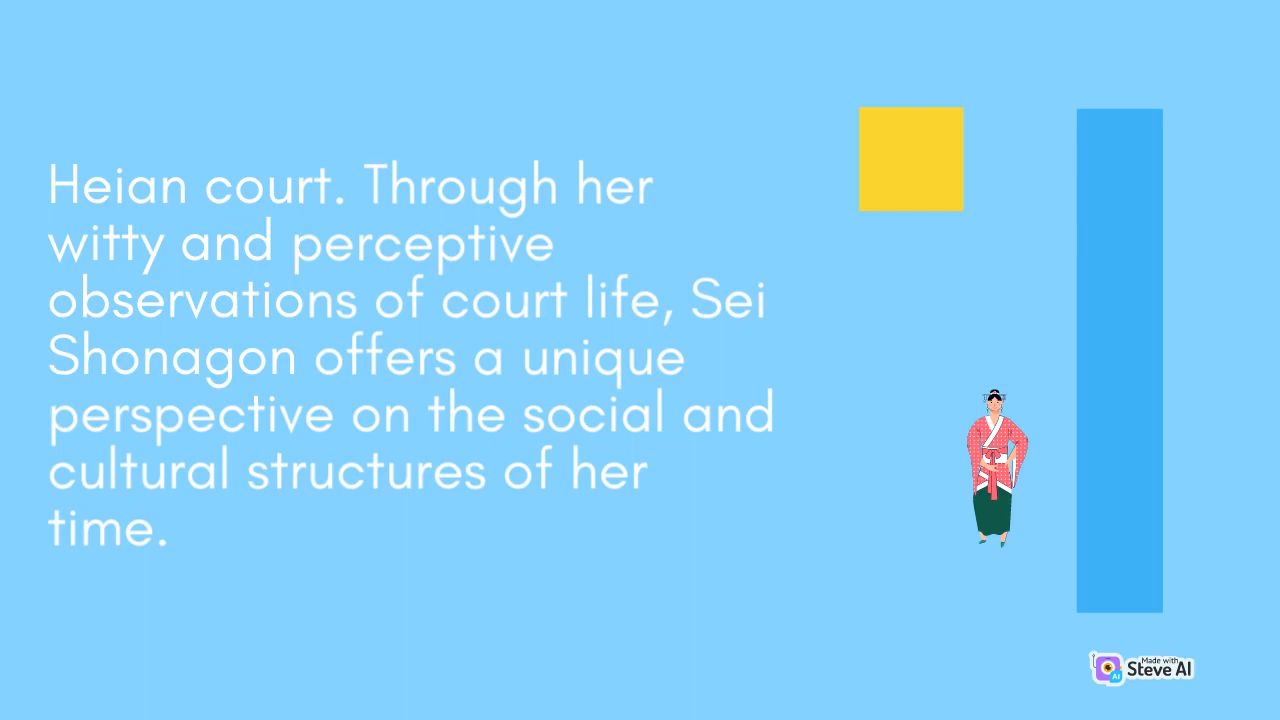 Heian court. Through her
witty and perceptive
observations of court life, Sei
Shonagon offers a unique
perspective on the social and
cultural structures of her
time.
Made with
Steve AI
AI